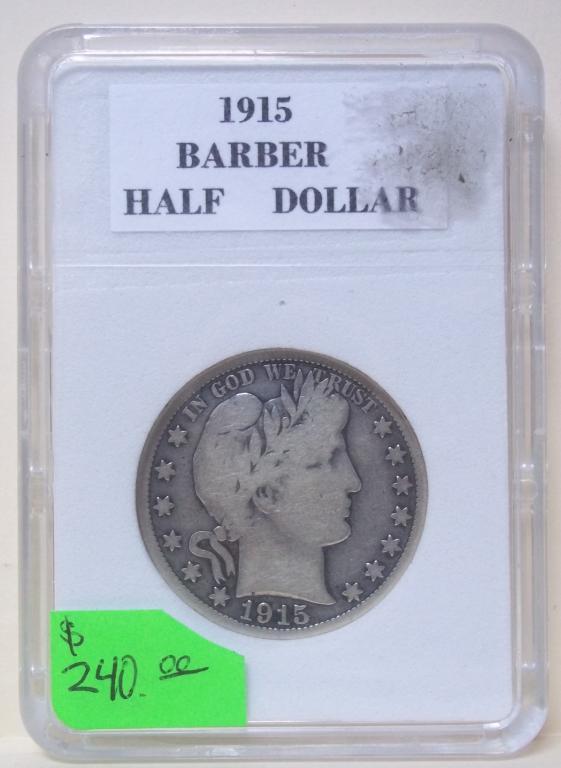 1915
BARBER
HALF DOLLAR
IN GOD WE TRUST
1915
$
240.00